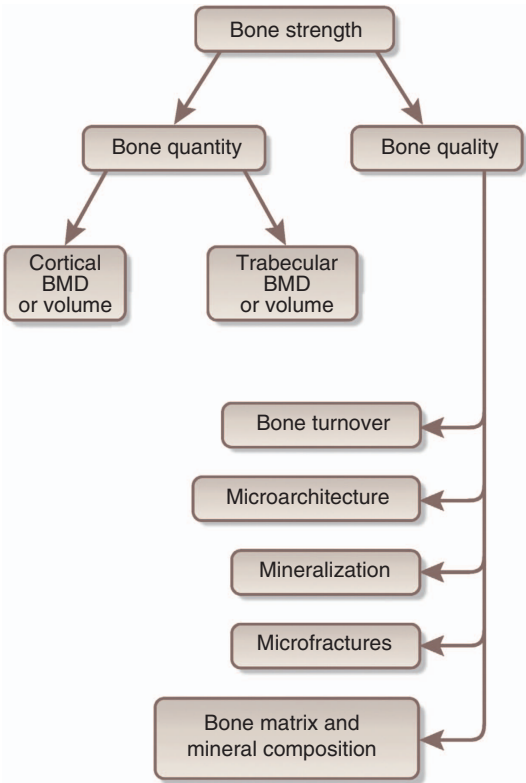 Bone strength
Bone quantity
Bone quality
Cortical
BMD
or volume
Trabecular
BMD
or volume
Bone turnover
Microarchitecture
Mineralization
Microfractures
Bone matrix and
mineral composition